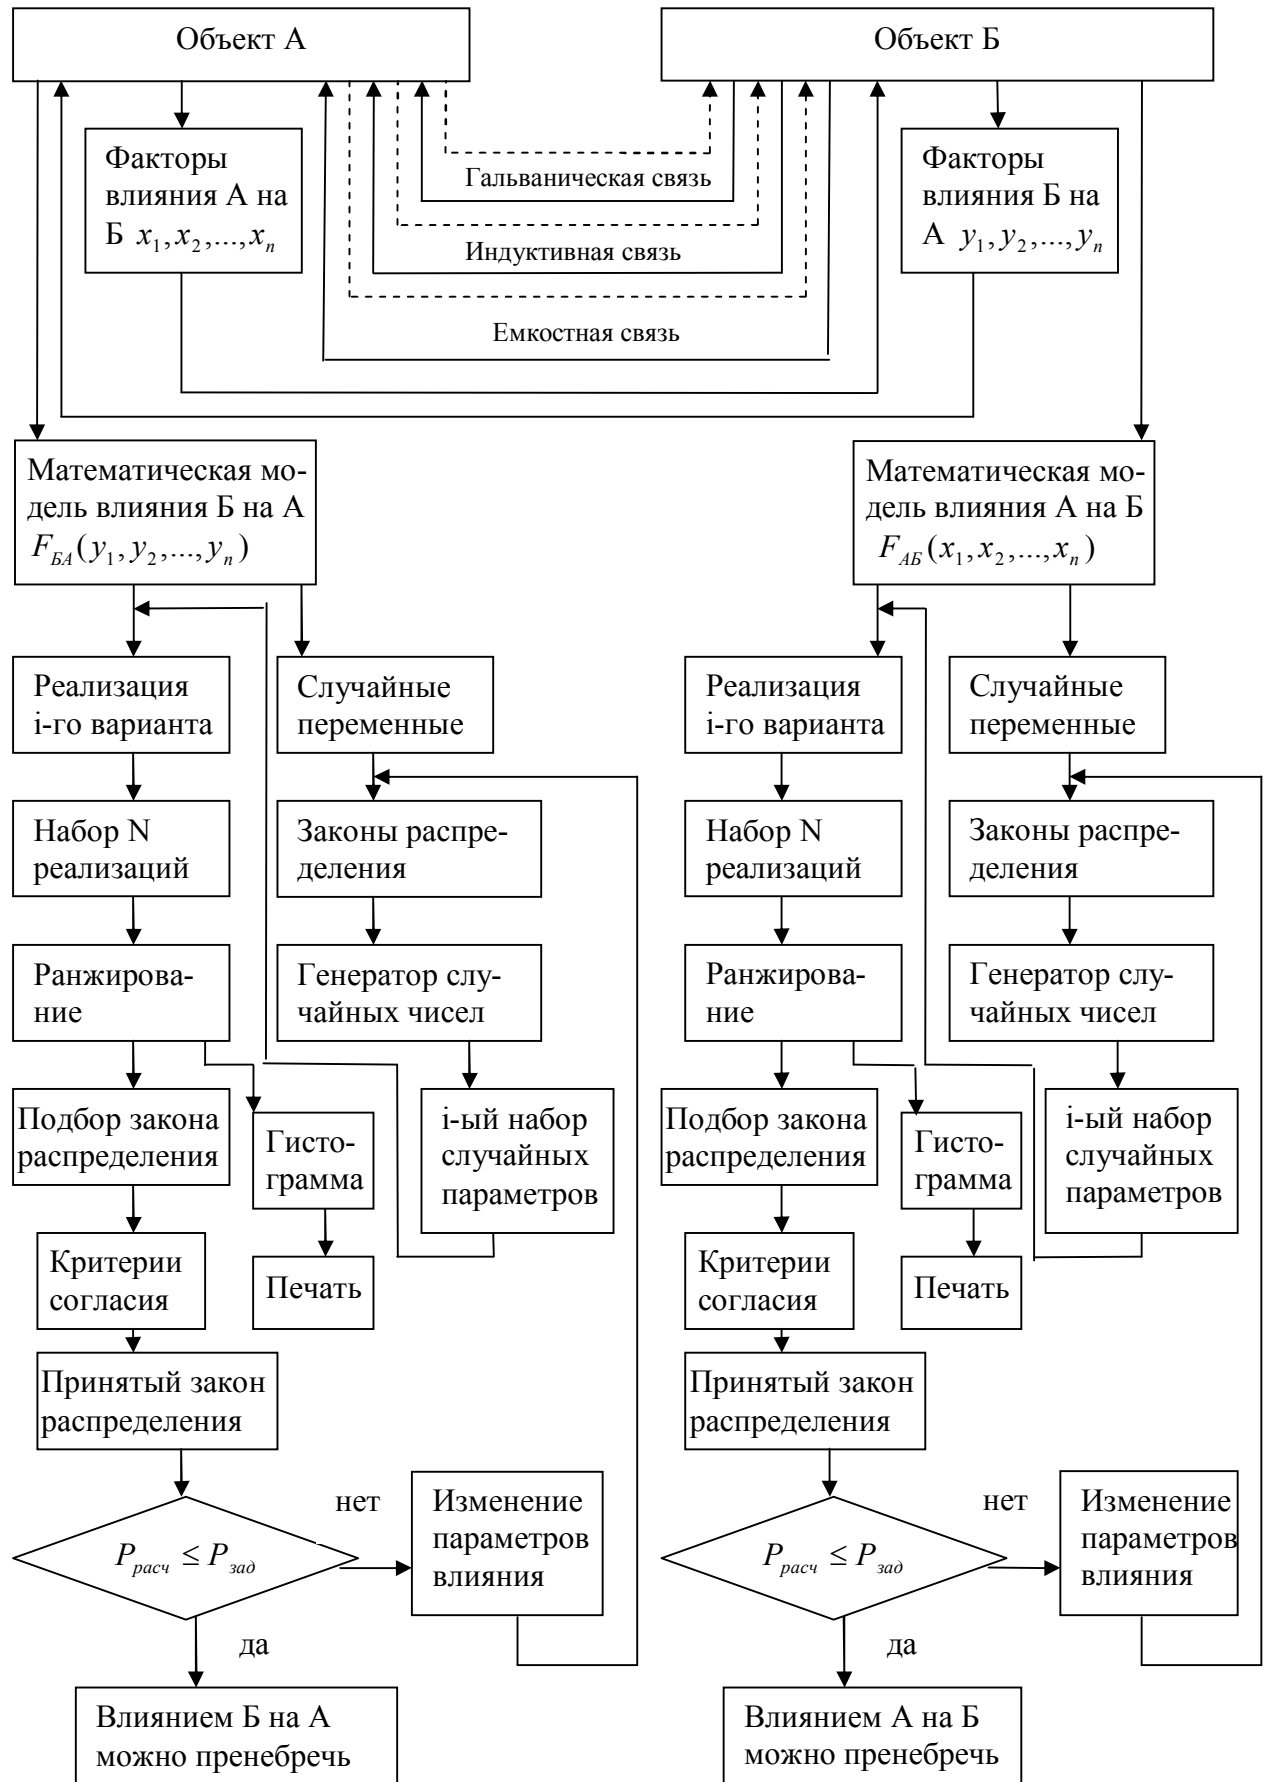 Объект А
Объект Б
Факторы
влияния А на
Б x₁, x₂,..., xₙ
Гальваническая связь
Индуктивная связь
Емкостная связь
Факторы
влияния Б на
А y₁, y₂,..., yₙ
Математическая мо-
дель влияния Б на А
F_БА(y₁, y₂,..., yₙ)
Математическая мо-
дель влияния А на Б
F_АБ(x₁, x₂,..., xₙ)
Реализация
i-го варианта
Случайные
переменные
Реализация
i-го варианта
Случайные
переменные
Набор N
реализаций
Законы распре-
деления
Набор N
реализаций
Законы распре-
деления
Ранжирова-
ние
Генератор слу-
чайных чисел
Ранжирова-
ние
Генератор слу-
чайных чисел
Подбор закона
распределения
Гисто-
грамма
i-ый набор
случайных
параметров
Подбор закона
распределения
Гисто-
грамма
i-ый набор
случайных
параметров
Критерии
согласия
Печать
Критерии
согласия
Печать
Принятый закон
распределения
Принятый закон
распределения
P_расч ≤ P_зад
нет
Изменение
параметров
влияния
P_расч ≤ P_зад
нет
Изменение
параметров
влияния
да
да
Влиянием Б на А
можно пренебречь
Влиянием А на Б
можно пренебречь